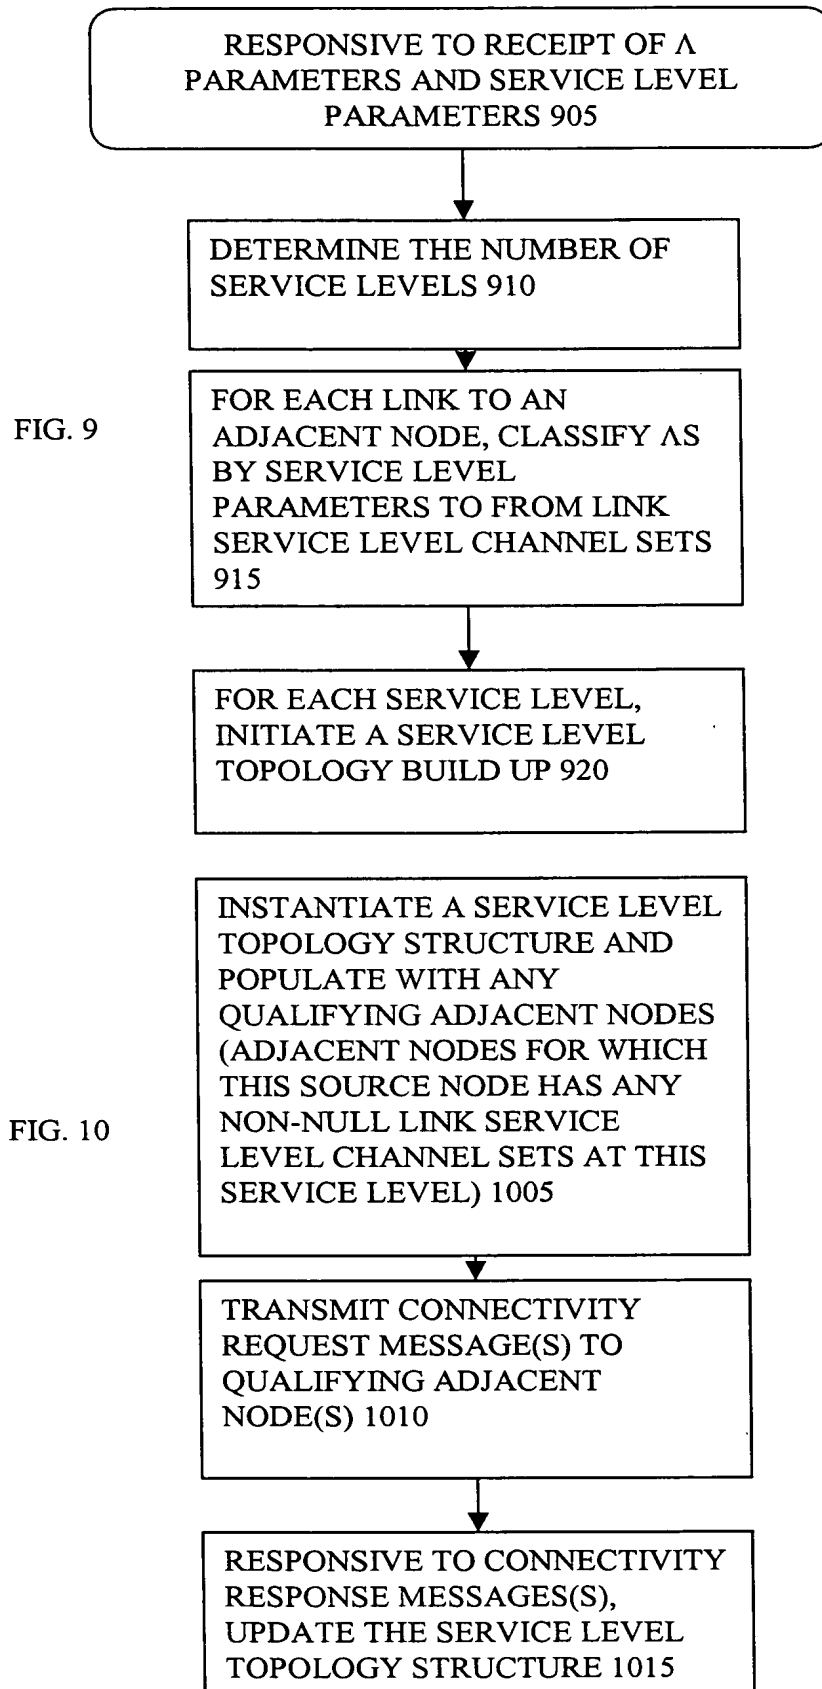 RESPONSIVE TO RECEIPT OF Λ
PARAMETERS AND SERVICE LEVEL
PARAMETERS 905
DETERMINE THE NUMBER OF
SERVICE LEVELS 910
FIG. 9
FOR EACH LINK TO AN
ADJACENT NODE, CLASSIFY ΛS
BY SERVICE LEVEL
PARAMETERS TO FROM LINK
SERVICE LEVEL CHANNEL SETS
915
FOR EACH SERVICE LEVEL,
INITIATE A SERVICE LEVEL
TOPOLOGY BUILD UP 920
INSTANTIATE A SERVICE LEVEL
TOPOLOGY STRUCTURE AND
POPULATE WITH ANY
QUALIFYING ADJACENT NODES
(ADJACENT NODES FOR WHICH
THIS SOURCE NODE HAS ANY
NON-NULL LINK SERVICE
LEVEL CHANNEL SETS AT THIS
SERVICE LEVEL) 1005
FIG. 10
TRANSMIT CONNECTIVITY
REQUEST MESSAGE(S) TO
QUALIFYING ADJACENT
NODE(S) 1010
RESPONSIVE TO CONNECTIVITY
RESPONSE MESSAGES(S),
UPDATE THE SERVICE LEVEL
TOPOLOGY STRUCTURE 1015